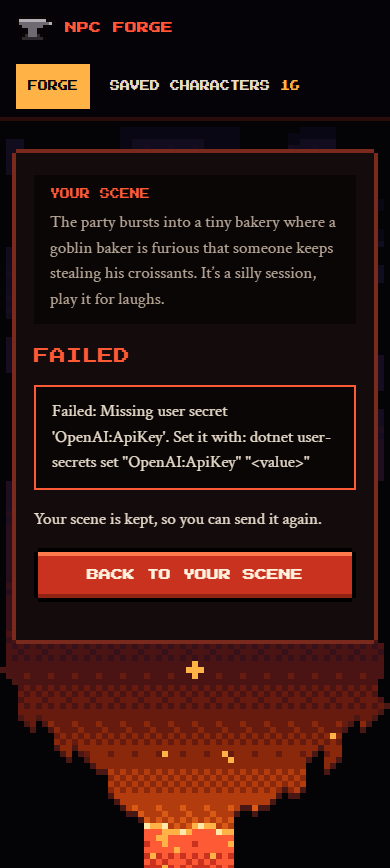 NPC FORGE
FORGE
SAVED CHARACTERS 16
YOUR SCENE
The party bursts into a tiny bakery where a
goblin baker is furious that someone keeps
stealing his croissants. It's a silly session,
play it for laughs.
FAILED
Failed: Missing user secret
'OpenAI:ApiKey'. Set it with: dotnet user-
secrets set "OpenAI:ApiKey" "<value>"
Your scene is kept, so you can send it again.
BACK TO YOUR SCENE